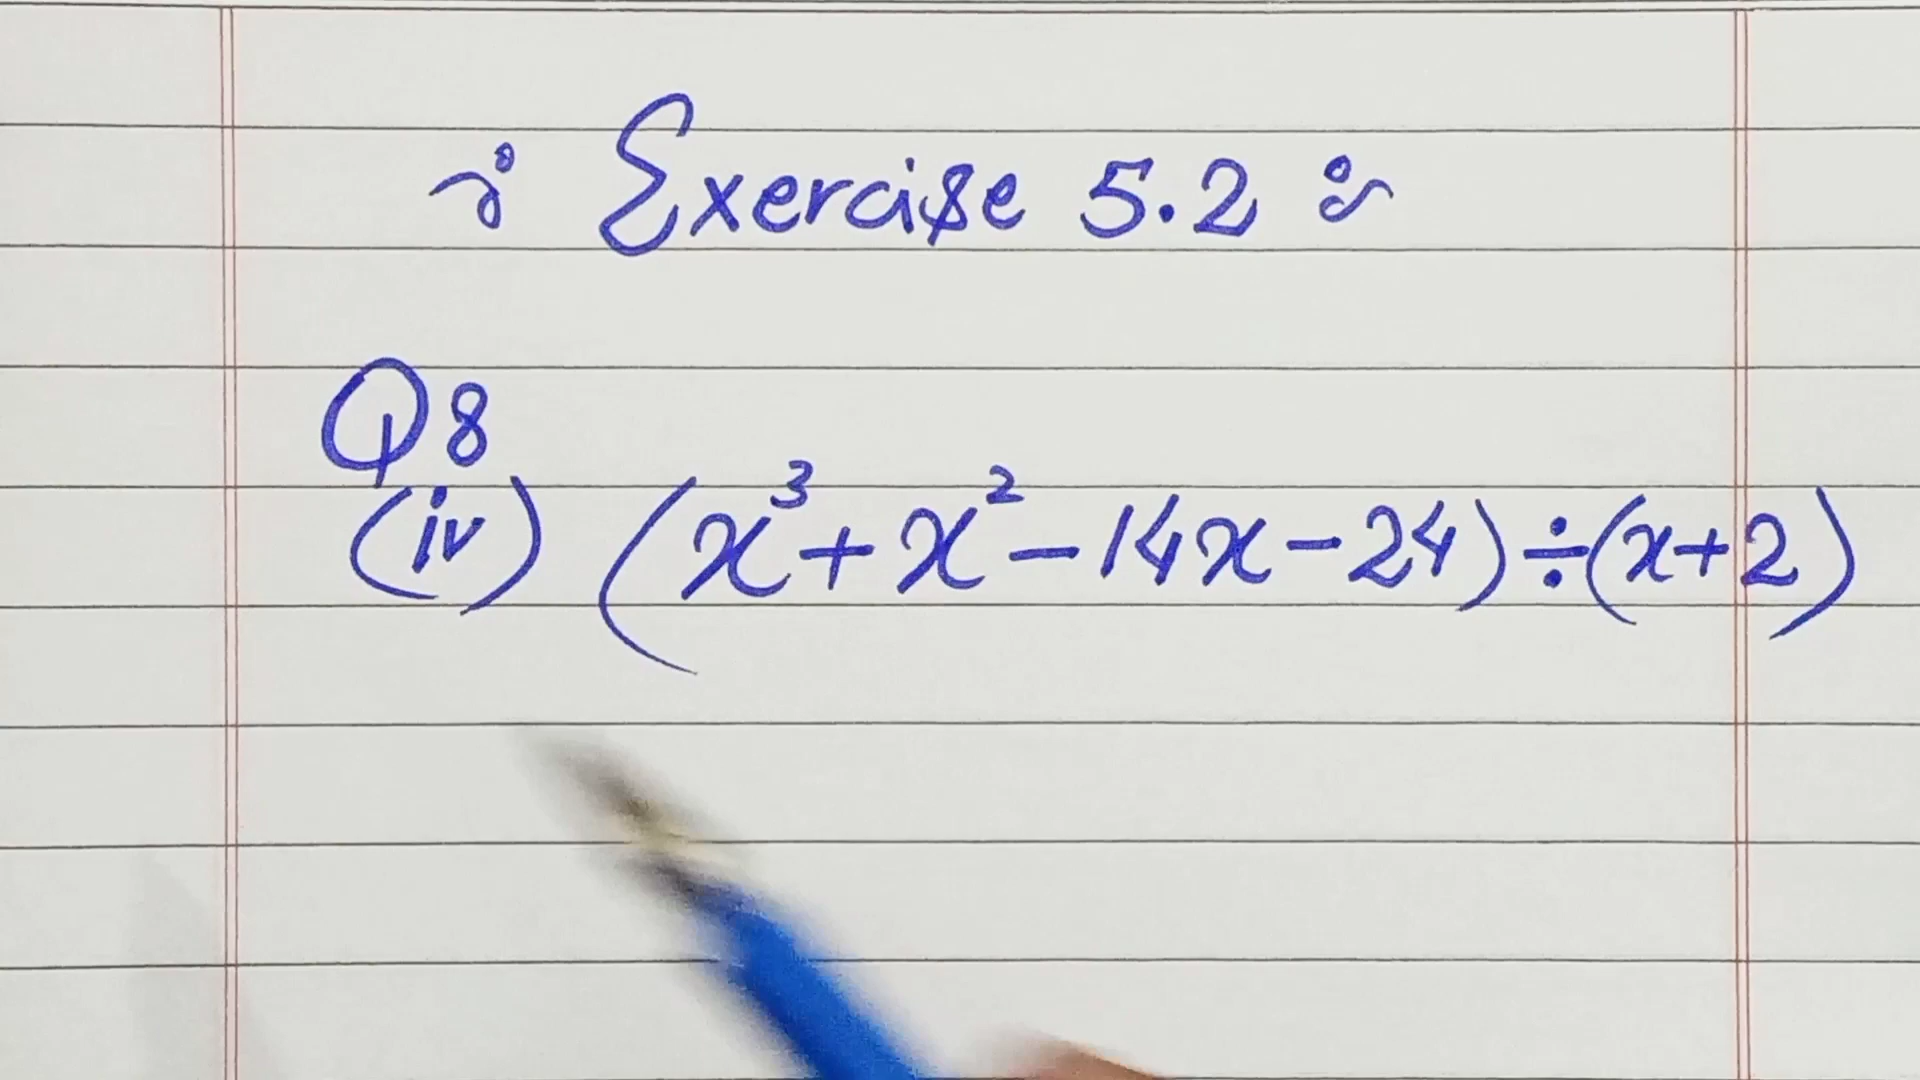 Exercise 5.2
Q8
(iv) (x³ + x² - 14x - 24) ÷ (x + 2)